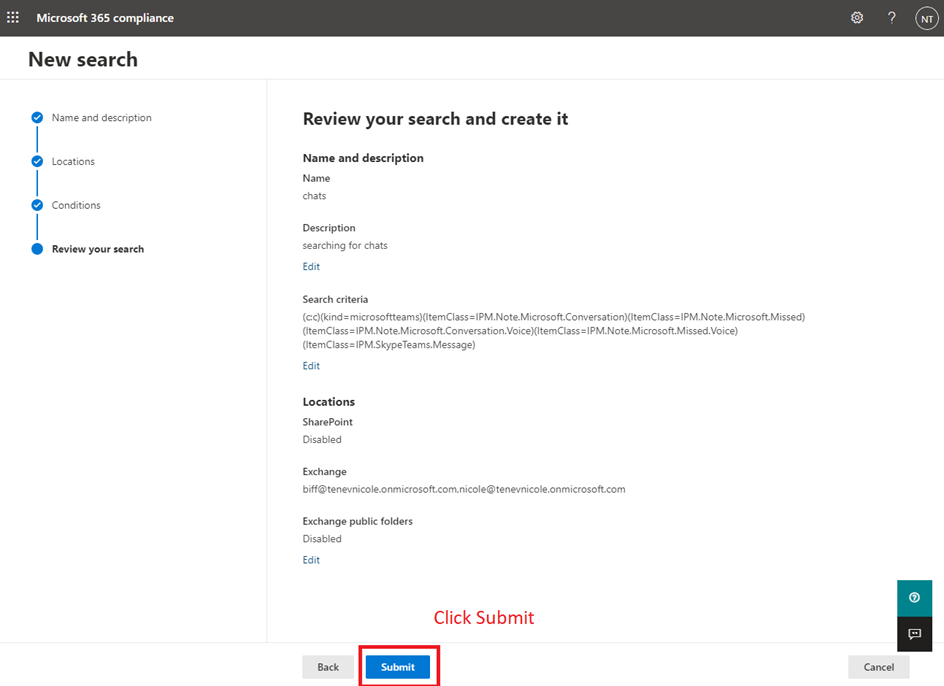 Microsoft 365 compliance
?
NT
New search
Name and description
Locations
Conditions
Review your search
Review your search and create it
Name and description
Name
chats
Description
searching for chats
Edit
Search criteria
(c:c)(kind=microsoftteams)(ItemClass=IPM.Note.Microsoft.Conversation)(ItemClass=IPM.Note.Microsoft.Missed)
(ItemClass=IPM.Note.Microsoft.Conversation.Voice)(ItemClass=IPM.Note.Microsoft.Missed.Voice)
(ItemClass=IPM.SkypeTeams.Message)
Edit
Locations
SharePoint
Disabled
Exchange
biff@tenevnicole.onmicrosoft.com,nicole@tenevnicole.onmicrosoft.com
Exchange public folders
Disabled
Edit
Click Submit
Back
Submit
Cancel